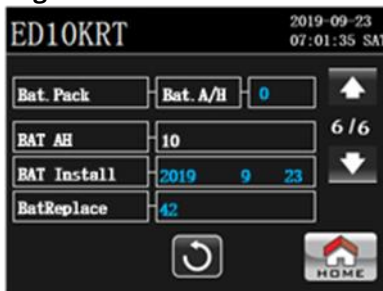 ED10KRT
2019-09-23
07:01:35 SAT
Bat. Pack Bat. A/H 0
BAT AH 10
6/6
BAT Install 2019 9 23
BatReplace 42
HOME